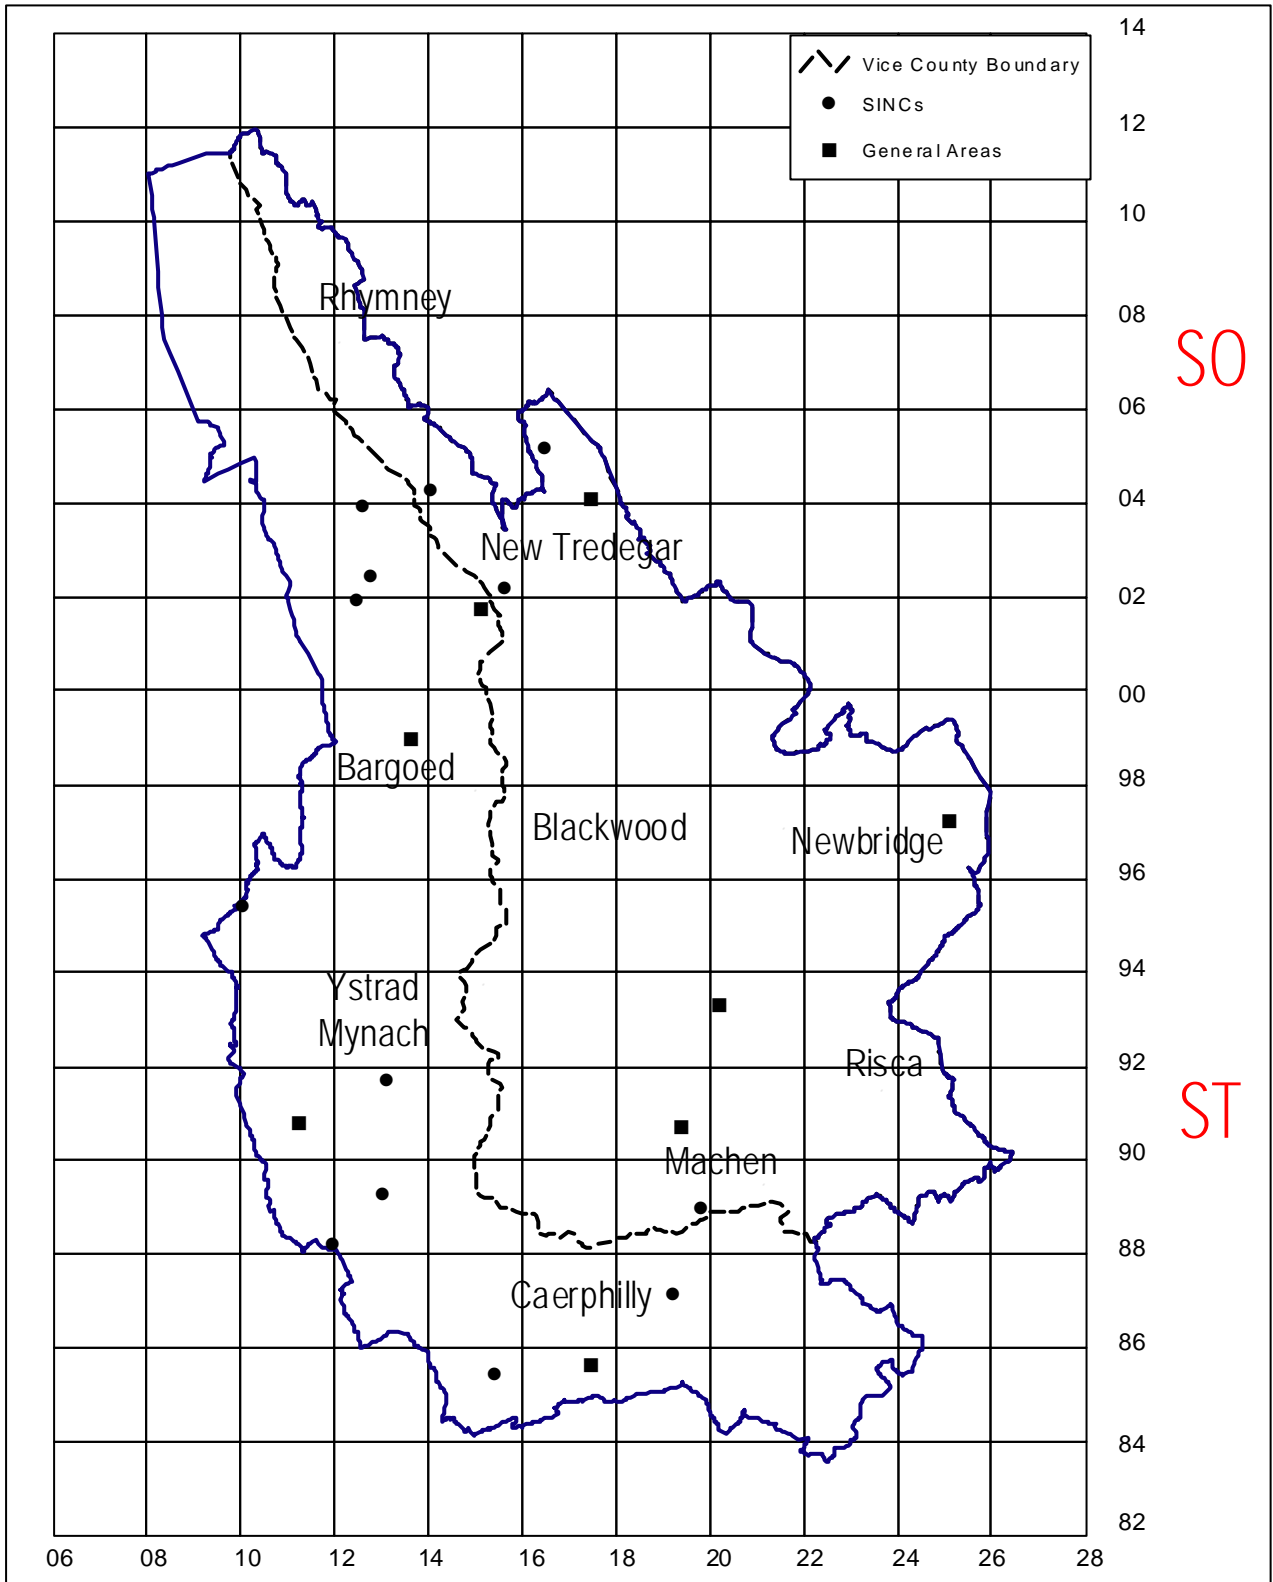 14
Vice County Boundary
SINCs
12
General Areas
10
Rhymney
08
SO
06
04
New Tredegar
02
00
Bargoed
98
Blackwood
Newbridge
96
94
Ystrad
Mynach
92
Risca
ST
90
Machen
88
Caerphilly
86
84
82
06 08 10 12 14 16 18 20 22 24 26 28